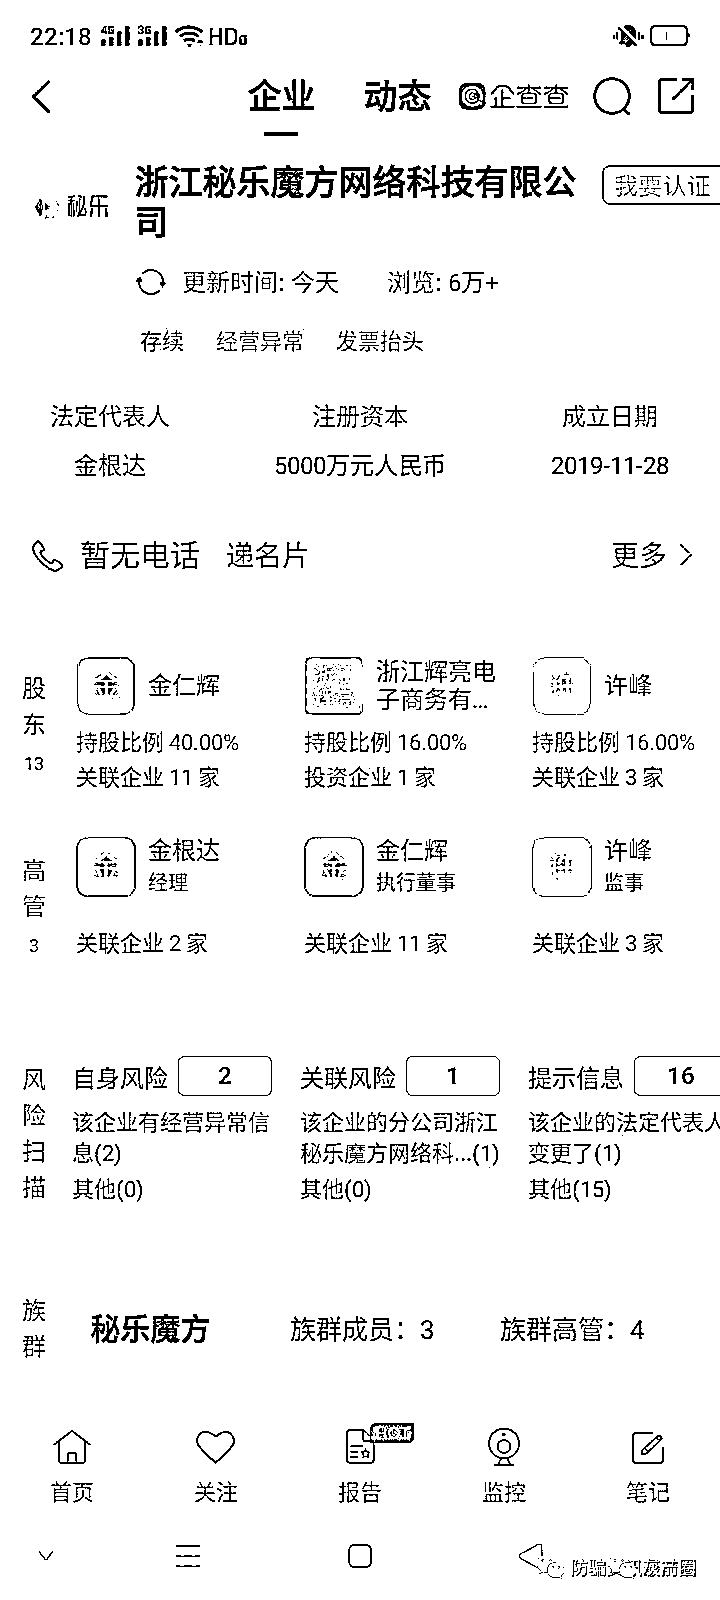 22:18 4G 3G HD
企业 动态 企查查
秘乐
浙江秘乐魔方网络科技有限公
司
我要认证
更新时间: 今天 浏览: 6万+
存续 经营异常 发票抬头
法定代表人 注册资本 成立日期
金根达 5000万元人民币 2019-11-28
暂无电话 递名片 更多
股东 13
金 金仁辉
浙江辉亮电
子商务有...
许峰
持股比例 40.00% 持股比例 16.00% 持股比例 16.00%
关联企业 11 家 投资企业 1 家 关联企业 3 家
高管 3
金 金根达 金 金仁辉 许峰
经理 执行董事 监事
关联企业 2 家 关联企业 11 家 关联企业 3 家
风险扫描
自身风险 2 关联风险 1 提示信息 16
该企业有经营异常信
息(2)
其他(0)
该企业的分公司浙江
秘乐魔方网络科...(1)
其他(0)
该企业的法定代表人
变更了(1)
其他(15)
族群
秘乐魔方 族群成员：3 族群高管：4
HOT
首页 关注 报告 监控 笔记